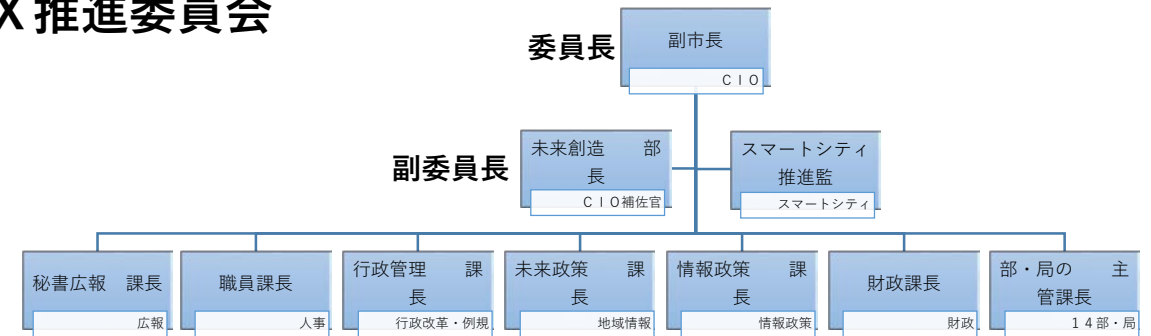 X推進委員会
委員長
副市長
CIO
副委員長
未来創造 部
長
CIO補佐官
スマートシティ
推進監
スマートシティ
秘書広報 課長
広報
職員課長
人事
行政管理 課
長
行政改革・例規
未来政策 課
長
地域情報
情報政策 課
長
情報政策
財政課長
財政
部・局の 主
管課長
14部・局